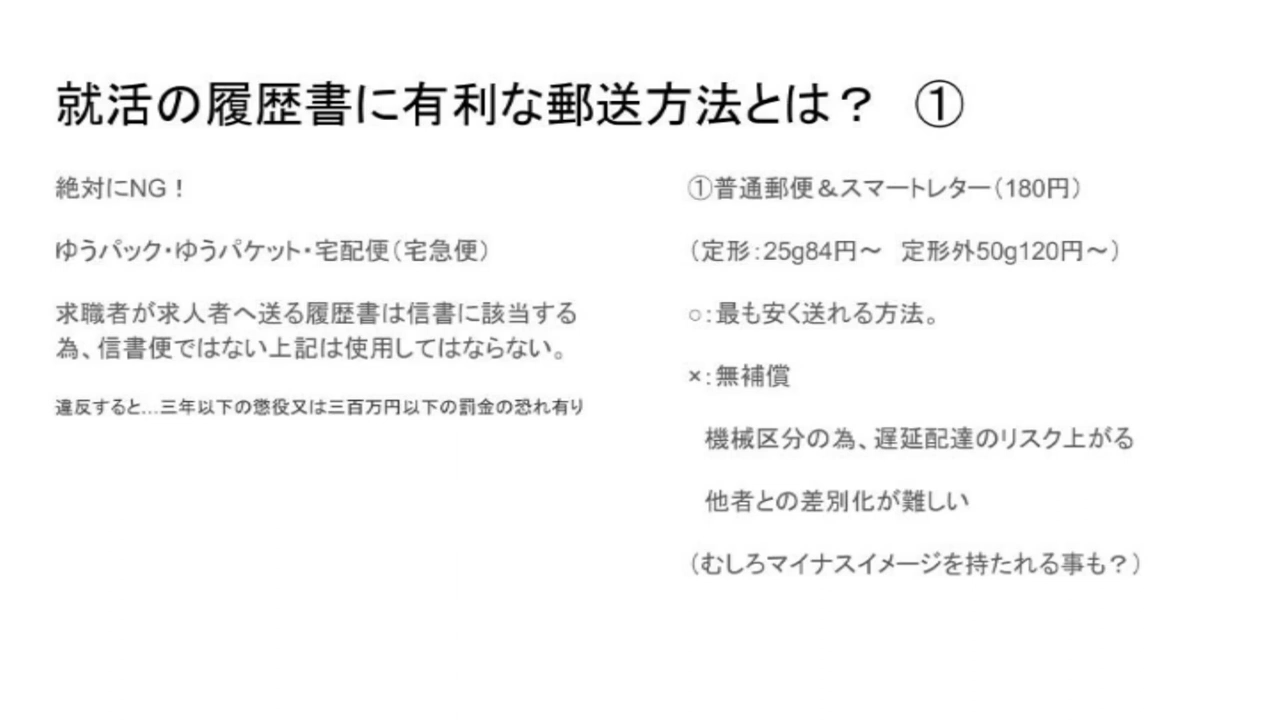 就活の履歴書に有利な郵送方法とは？　①
絶対にNG！
ゆうパック・ゆうパケット・宅配便（宅急便）
求職者が求人者へ送る履歴書は信書に該当する
為、信書便ではない上記は使用してはならない。
違反すると…三年以下の懲役又は三百万円以下の罰金の恐れ有り
①普通郵便＆スマートレター（180円）
（定形：25g84円～　定形外50g120円～）
○：最も安く送れる方法。
×：無補償
機械区分の為、遅延配達のリスク上がる
他者との差別化が難しい
（むしろマイナスイメージを持たれる事も？）